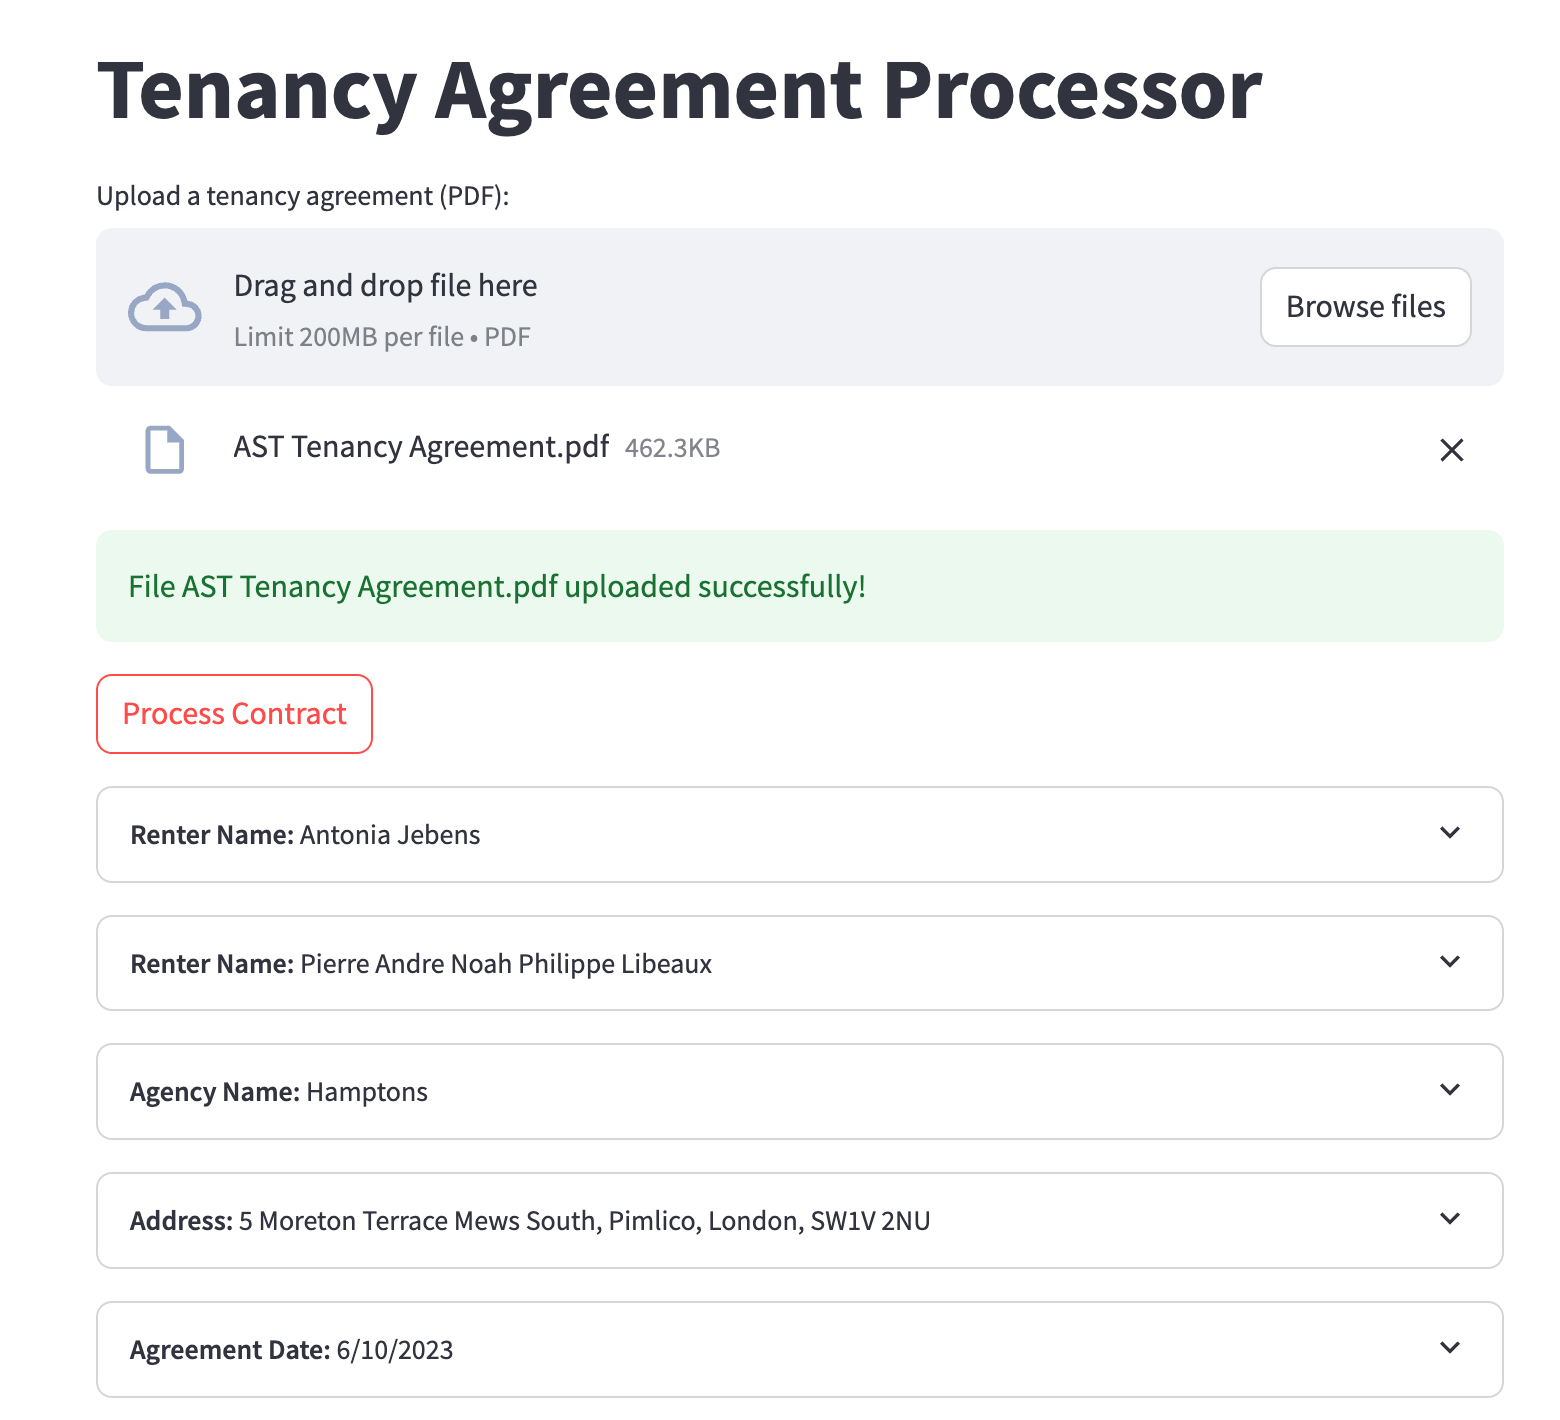 Tenancy Agreement Processor
Upload a tenancy agreement (PDF):
Drag and drop file here
Limit 200MB per file • PDF
Browse files
AST Tenancy Agreement.pdf 462.3KB
File AST Tenancy Agreement.pdf uploaded successfully!
Process Contract
Renter Name: Antonia Jebens
Renter Name: Pierre Andre Noah Philippe Libeaux
Agency Name: Hamptons
Address: 5 Moreton Terrace Mews South, Pimlico, London, SW1V 2NU
Agreement Date: 6/10/2023